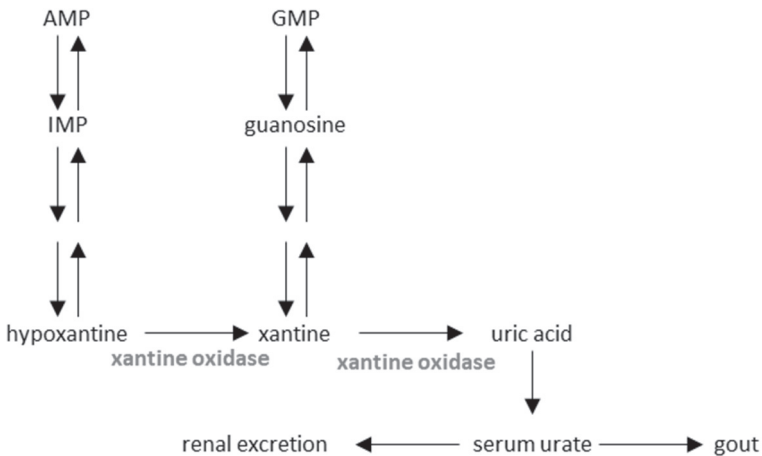 AMP GMP
IMP guanosine
hypoxantine xantine uric acid
xantine oxidase xantine oxidase
renal excretion serum urate gout